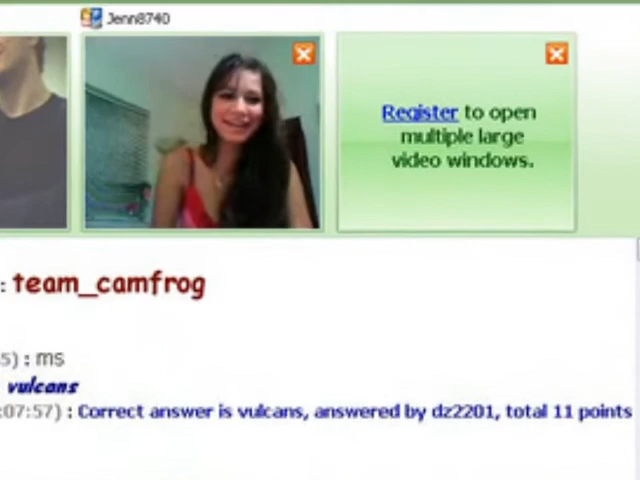 Jenn8740
Register to open
multiple large
video windows.
: team_camfrog
5) : ms
vulcans
:07:57) : Correct answer is vulcans, answered by dz2201, total 11 points